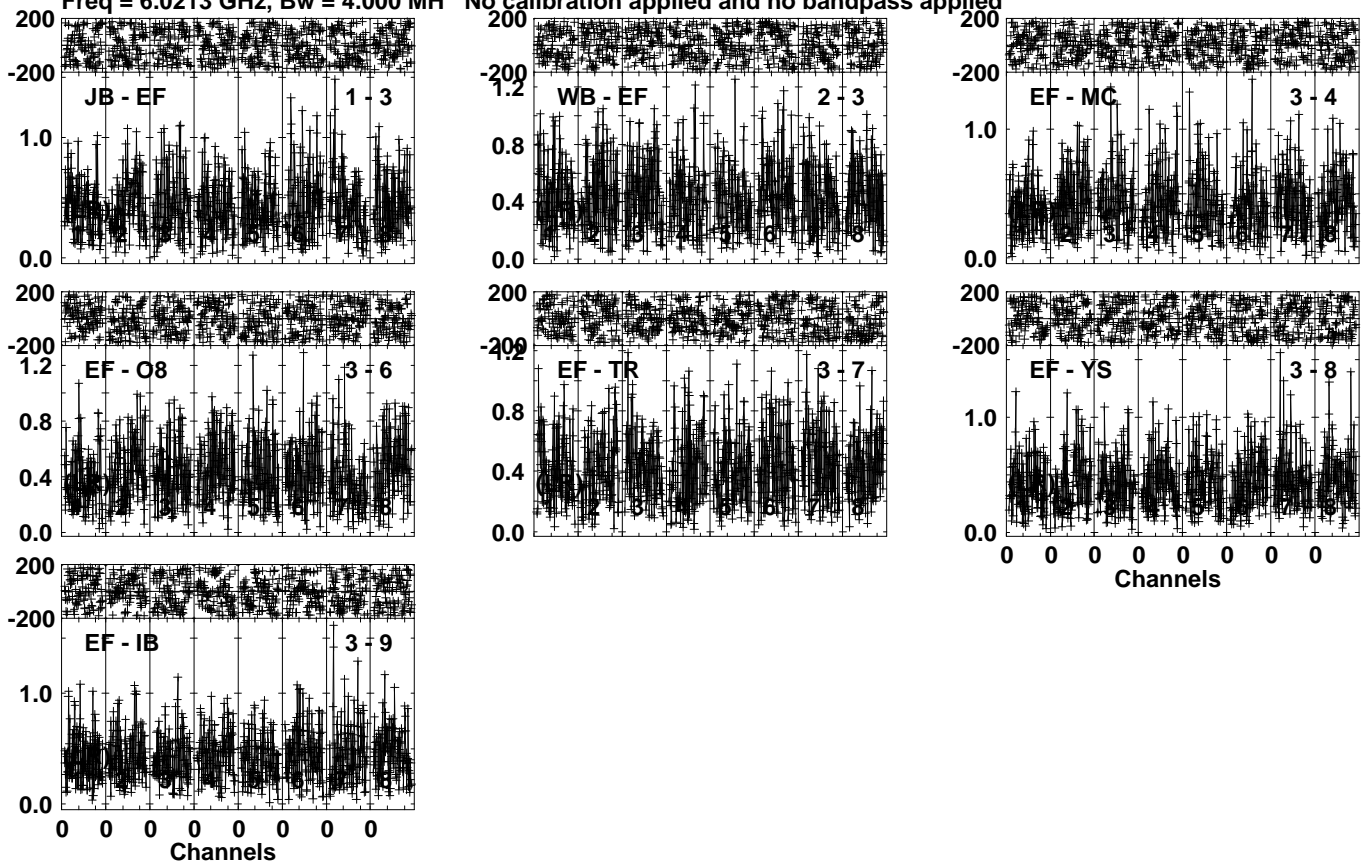 Freq = 6.0213 GHz, Bw = 4.000 MH No calibration applied and no bandpass applied
200 200 200
-200 -200 -200
JB - EF 1 - 3 WB - EF 2 - 3 EF - MC 3 - 4
1.2
1.0 0.8 1.0
0.4
0.0 0.0 0.0
200 200 200
-200 -200 -200
EF - O8 3 - 6 EF - TR 3 - 7 EF - YS 3 - 8
1.2 1.2
0.8 0.8 1.0
0.4 0.4
0.0 0.0 0.0
0 0 0 0 0 0 0 0
Channels
200
-200
EF - IB 3 - 9
1.0
0.0
0 0 0 0 0 0 0 0
Channels